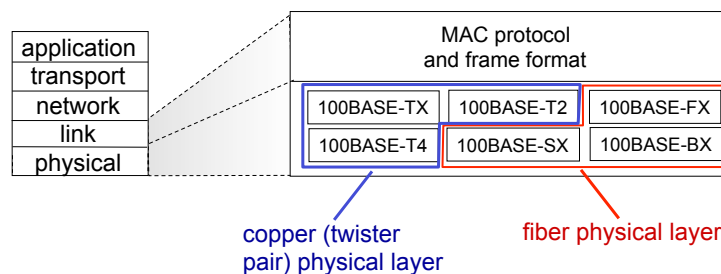 application
transport
network
link
physical
MAC protocol
and frame format
100BASE-TX
100BASE-T2
100BASE-FX
100BASE-T4
100BASE-SX
100BASE-BX
copper (twister
pair) physical layer
fiber physical layer